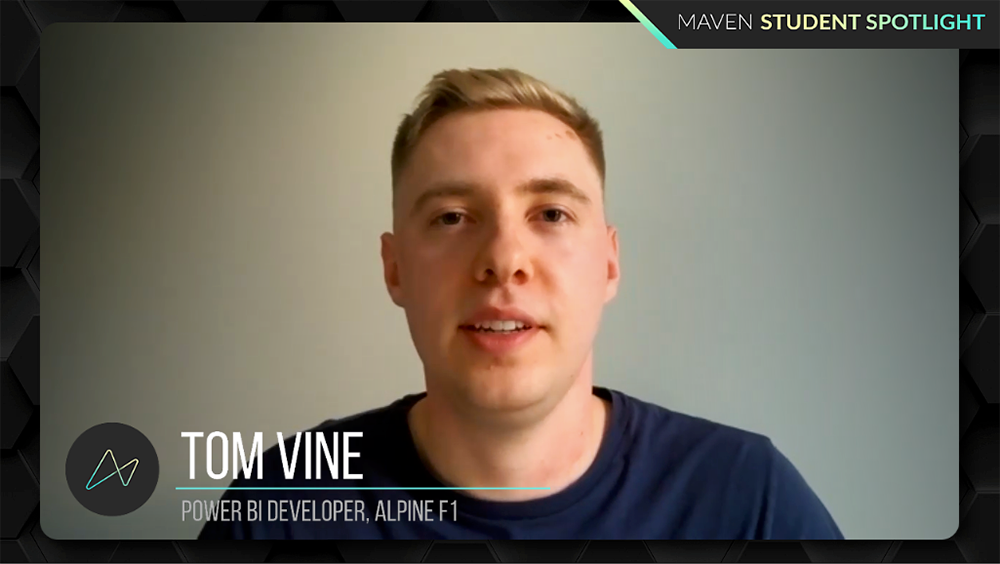 MAVEN STUDENT SPOTLIGHT
TOM VINE
POWER BI DEVELOPER, ALPINE F1